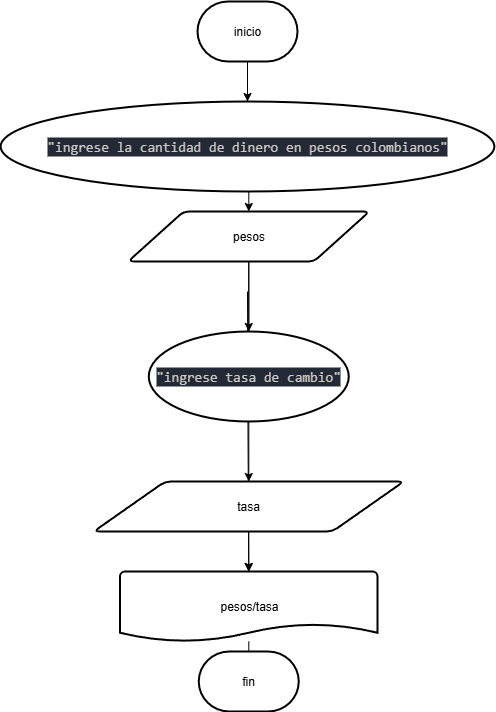 inicio
"ingrese la cantidad de dinero en pesos colombianos"
pesos
"ingrese tasa de cambio"
tasa
pesos/tasa
fin